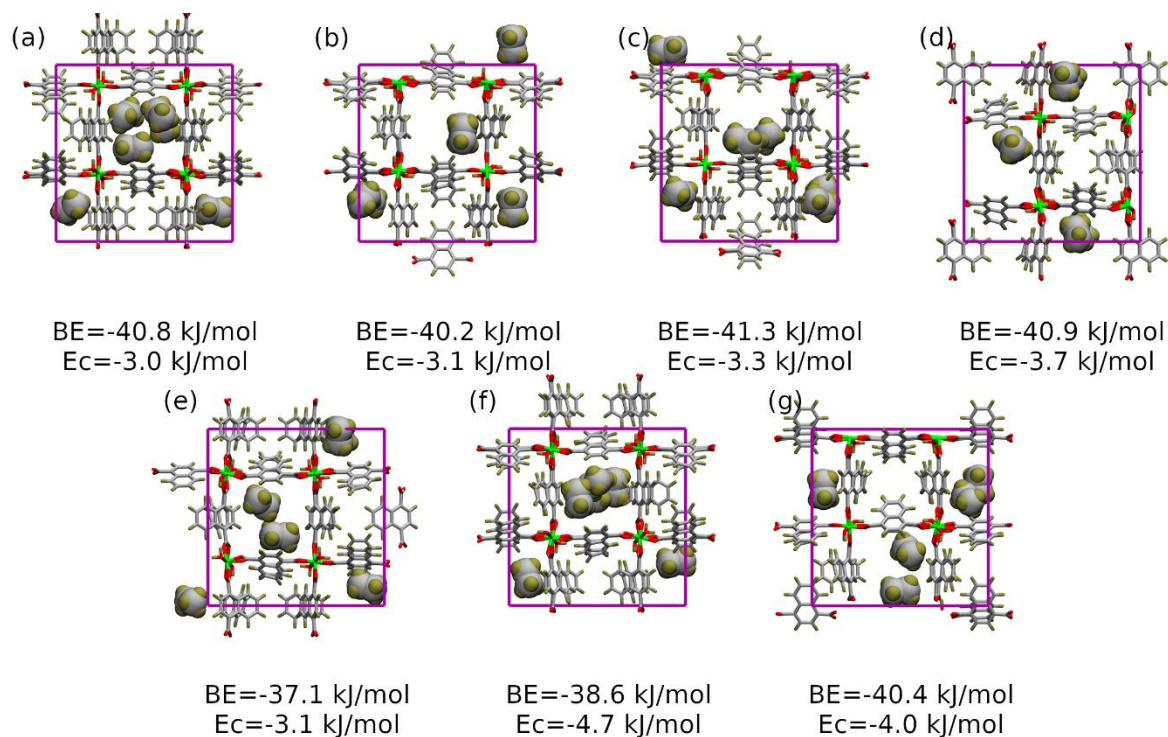 (a)
BE=-40.8 kJ/mol
Ec=-3.0 kJ/mol
(b)
BE=-40.2 kJ/mol
Ec=-3.1 kJ/mol
(c)
BE=-41.3 kJ/mol
Ec=-3.3 kJ/mol
(d)
BE=-40.9 kJ/mol
Ec=-3.7 kJ/mol
(e)
BE=-37.1 kJ/mol
Ec=-3.1 kJ/mol
(f)
BE=-38.6 kJ/mol
Ec=-4.7 kJ/mol
(g)
BE=-40.4 kJ/mol
Ec=-4.0 kJ/mol